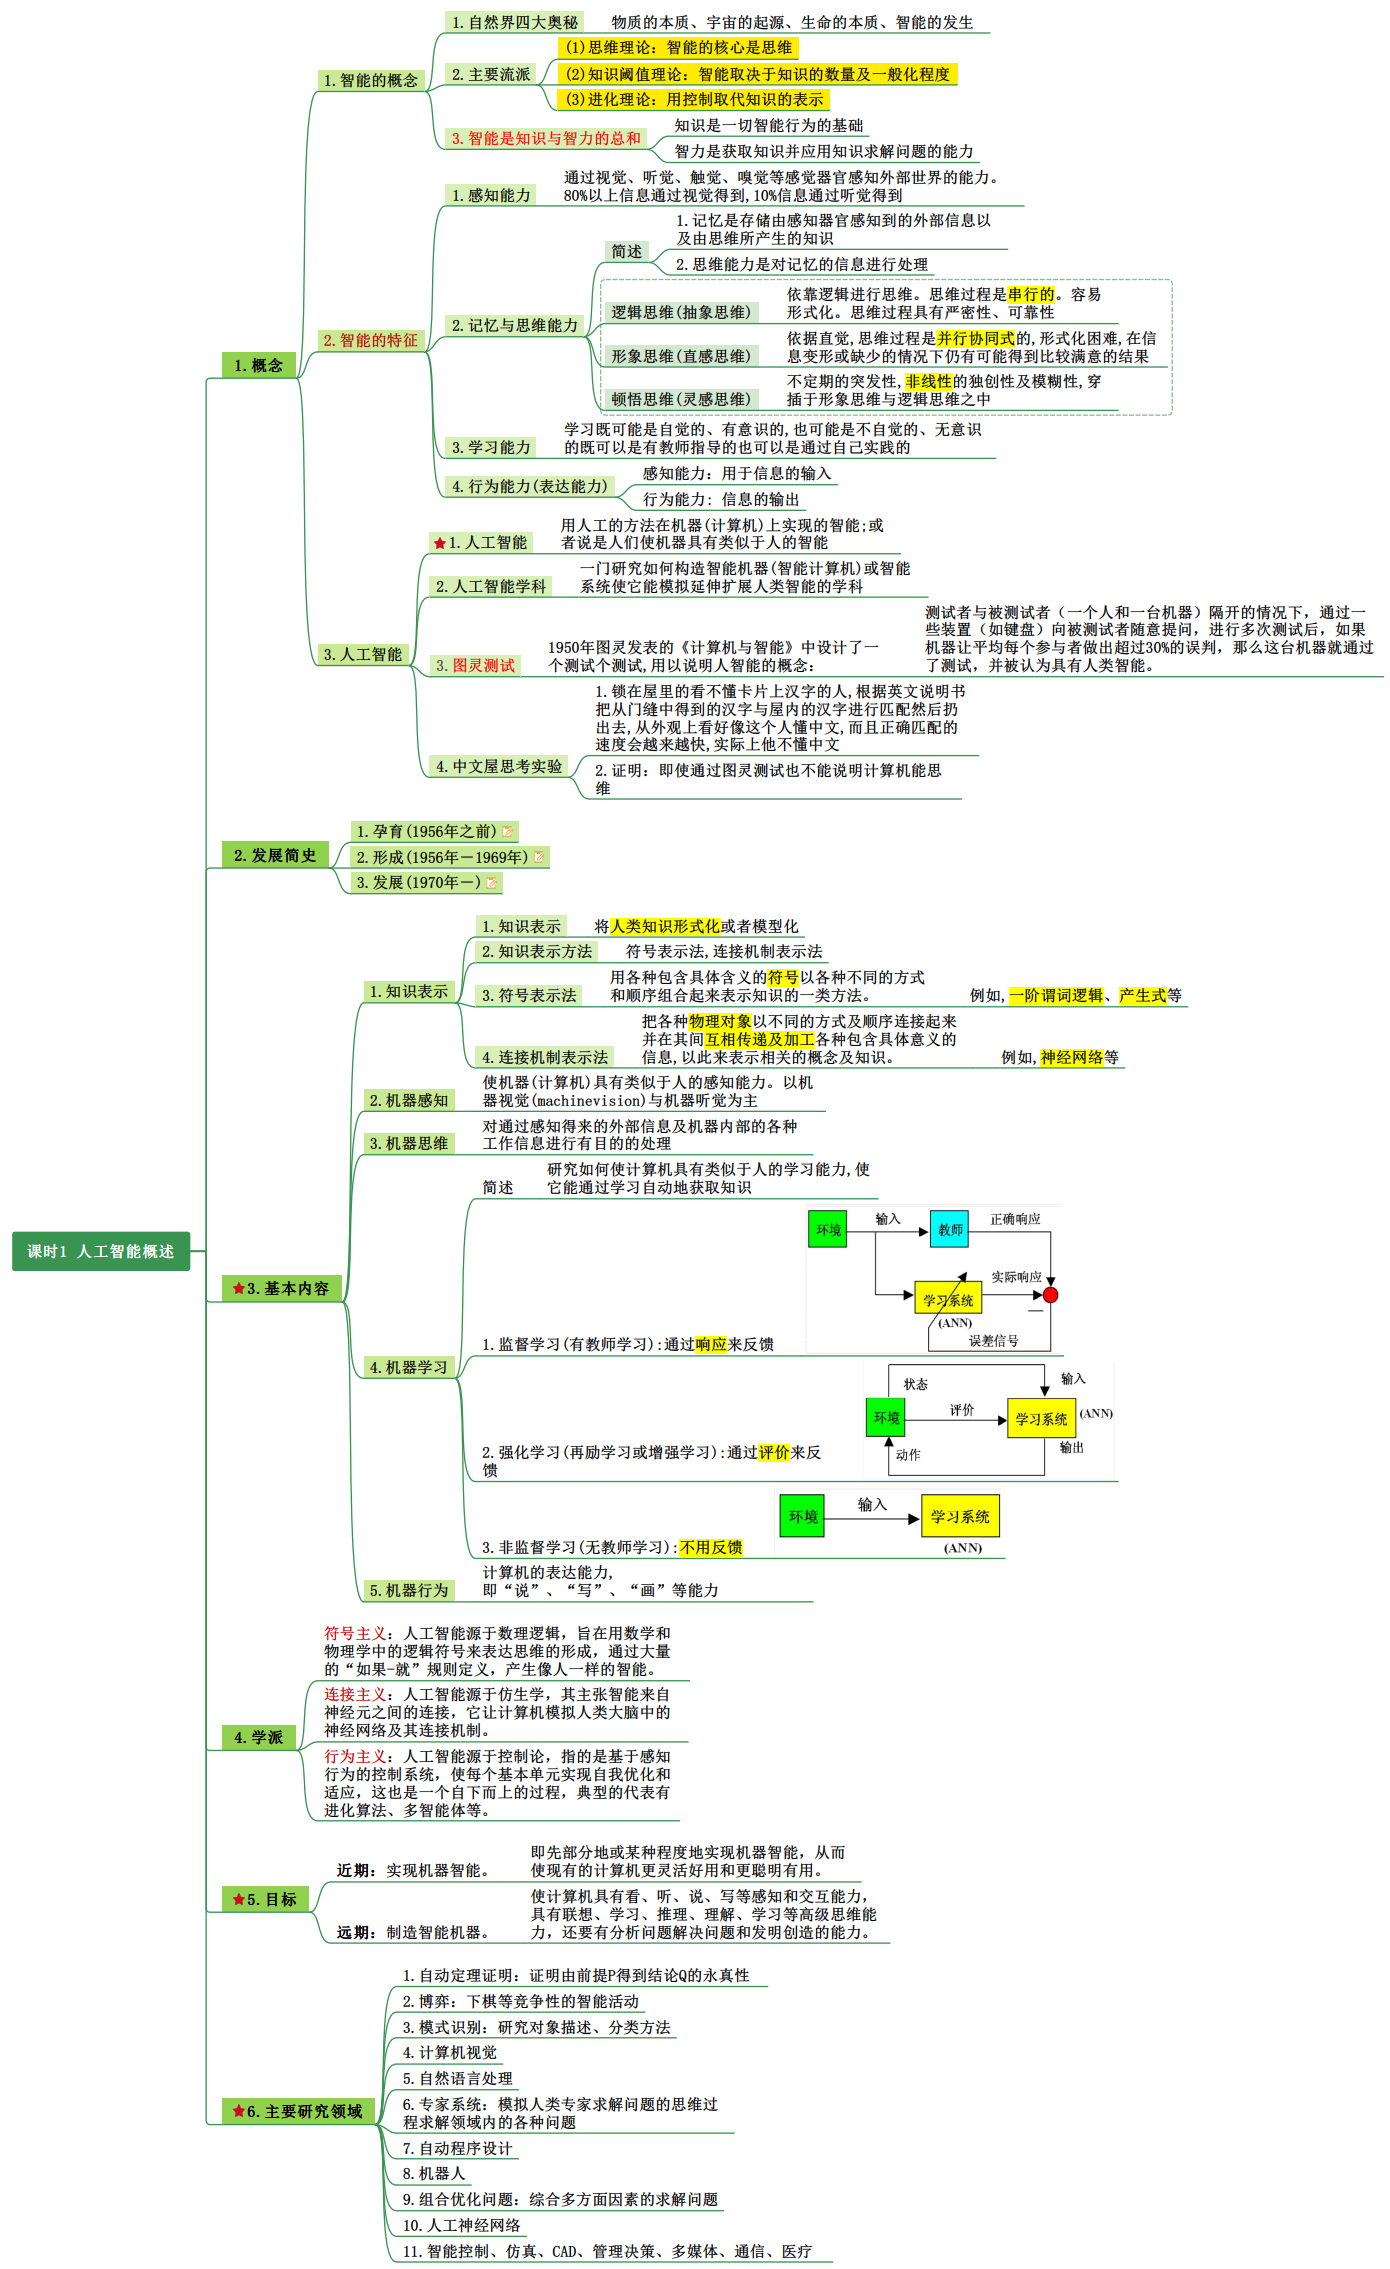 课时1 人工智能概述
1.概念
1.智能的概念
1.自然界四大奥秘
物质的本质、宇宙的起源、生命的本质、智能的发生
2.主要流派
(1)思维理论: 智能的核心是思维
(2)知识阈值理论: 智能取决于知识的数量及一般化程度
(3)进化理论: 用控制取代知识的表示
3.智能是知识与智力的总和
知识是一切智能行为的基础
智力是获取知识并应用知识求解问题的能力
2.智能的特征
1.感知能力
通过视觉、听觉、触觉、嗅觉等感觉器官感知外部世界的能力。
80%以上信息通过视觉得到,10%信息通过听觉得到
2.记忆与思维能力
简述
1.记忆是存储由感知器官感知到的外部信息以
及由思维所产生的知识
2.思维能力是对记忆的信息进行处理
逻辑思维(抽象思维)
依靠逻辑进行思维。思维过程是串行的。容易
形式化。思维过程具有严密性、可靠性
形象思维(直感思维)
依据直觉,思维过程是并行协同式的,形式化困难,在信
息变形或缺少的情况下仍有可能得到比较满意的结果
顿悟思维(灵感思维)
不定期的突发性,非线性的独创性及模糊性,穿
插于形象思维与逻辑思维之中
3.学习能力
学习既可能是自觉的、有意识的,也可能是不自觉的、无意识
的既可以是有教师指导的也可以是通过自己实践的
4.行为能力(表达能力)
感知能力: 用于信息的输入
行为能力: 信息的输出
3.人工智能
1.人工智能
用人工的方法在机器(计算机)上实现的智能;或
者说是人们使机器具有类似于人的智能
2.人工智能学科
一门研究如何构造智能机器(智能计算机)或智能
系统使它能模拟延伸扩展人类智能的学科
3.图灵测试
1950年图灵发表的《计算机与智能》中设计了一
个测试个测试,用以说明人智能的概念:
测试者与被测试者（一个人和一台机器）隔开的情况下，通过一
些装置（如键盘）向被测试者随意提问，进行多次测试后，如果
机器让平均每个参与者做出超过30%的误判，那么这台机器就通过
了测试，并被认为具有人类智能。
4.中文屋思考实验
1.锁在屋里的看不懂卡片上汉字的人,根据英文说明书
把从门缝中得到的汉字与屋内的汉字进行匹配然后扔
出去,从外观上看好像这个人懂中文,而且正确匹配的
速度会越来越快,实际上他不懂中文
2.证明: 即使通过图灵测试也不能说明计算机能思
维
2.发展简史
1.孕育(1956年之前)
2.形成(1956年－1969年)
3.发展(1970年－)
3.基本内容
1.知识表示
1.知识表示
将人类知识形式化或者模型化
2.知识表示方法
符号表示法,连接机制表示法
3.符号表示法
用各种包含具体含义的符号以各种不同的方式
和顺序组合起来表示知识的一类方法。
例如,一阶谓词逻辑、产生式等
4.连接机制表示法
把各种物理对象以不同的方式及顺序连接起来
并在其间互相传递及加工各种包含具体意义的
信息,以此来表示相关的概念及知识。
例如,神经网络等
2.机器感知
使机器(计算机)具有类似于人的感知能力。以机
器视觉(machinevision)与机器听觉为主
3.机器思维
对通过感知得来的外部信息及机器内部的各种
工作信息进行有目的的处理
4.机器学习
简述
研究如何使计算机具有类似于人的学习能力,使
它能通过学习自动地获取知识
1.监督学习(有教师学习):通过响应来反馈
环境
输入
教师
正确响应
实际响应
学习系统
(ANN)
误差信号
2.强化学习(再励学习或增强学习):通过评价来反
馈
状态
输入
环境
评价
学习系统
(ANN)
动作
输出
3.非监督学习(无教师学习):不用反馈
环境
输入
学习系统
(ANN)
5.机器行为
计算机的表达能力,
即“说”、“写”、“画”等能力
4.学派
符号主义: 人工智能源于数理逻辑，旨在用数学和
物理学中的逻辑符号来表达思维的形成，通过大量
的“如果-就”规则定义，产生像人一样的智能。
连接主义: 人工智能源于仿生学，其主张智能来自
神经元之间的连接，它让计算机模拟人类大脑中的
神经网络及其连接机制。
行为主义: 人工智能源于控制论，指的是基于感知
行为的控制系统，使每个基本单元实现自我优化和
适应，这也是一个自下而上的过程，典型的代表有
进化算法、多智能体等。
5.目标
近期: 实现机器智能。
即先部分地或某种程度地实现机器智能，从而
使现有的计算机更灵活好用和更聪明有用。
远期: 制造智能机器。
使计算机具有看、听、说、写等感知和交互能力，
具有联想、学习、推理、理解、学习等高级思维能
力，还要有分析问题解决问题和发明创造的能力。
6.主要研究领域
1.自动定理证明: 证明由前提P得到结论Q的永真性
2.博弈: 下棋等竞争性的智能活动
3.模式识别: 研究对象描述、分类方法
4.计算机视觉
5.自然语言处理
6.专家系统: 模拟人类专家求解问题的思维过
程求解领域内的各种问题
7.自动程序设计
8.机器人
9.组合优化问题: 综合多方面因素的求解问题
10.人工神经网络
11.智能控制、仿真、CAD、管理决策、多媒体、通信、医疗